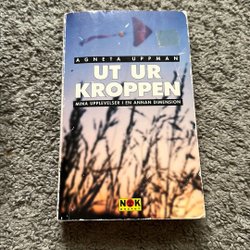 AGNETA UPPMAN
UT UR
KROPPEN
MINA UPPLEVELSER I EN ANNAN DIMENSION
NOK